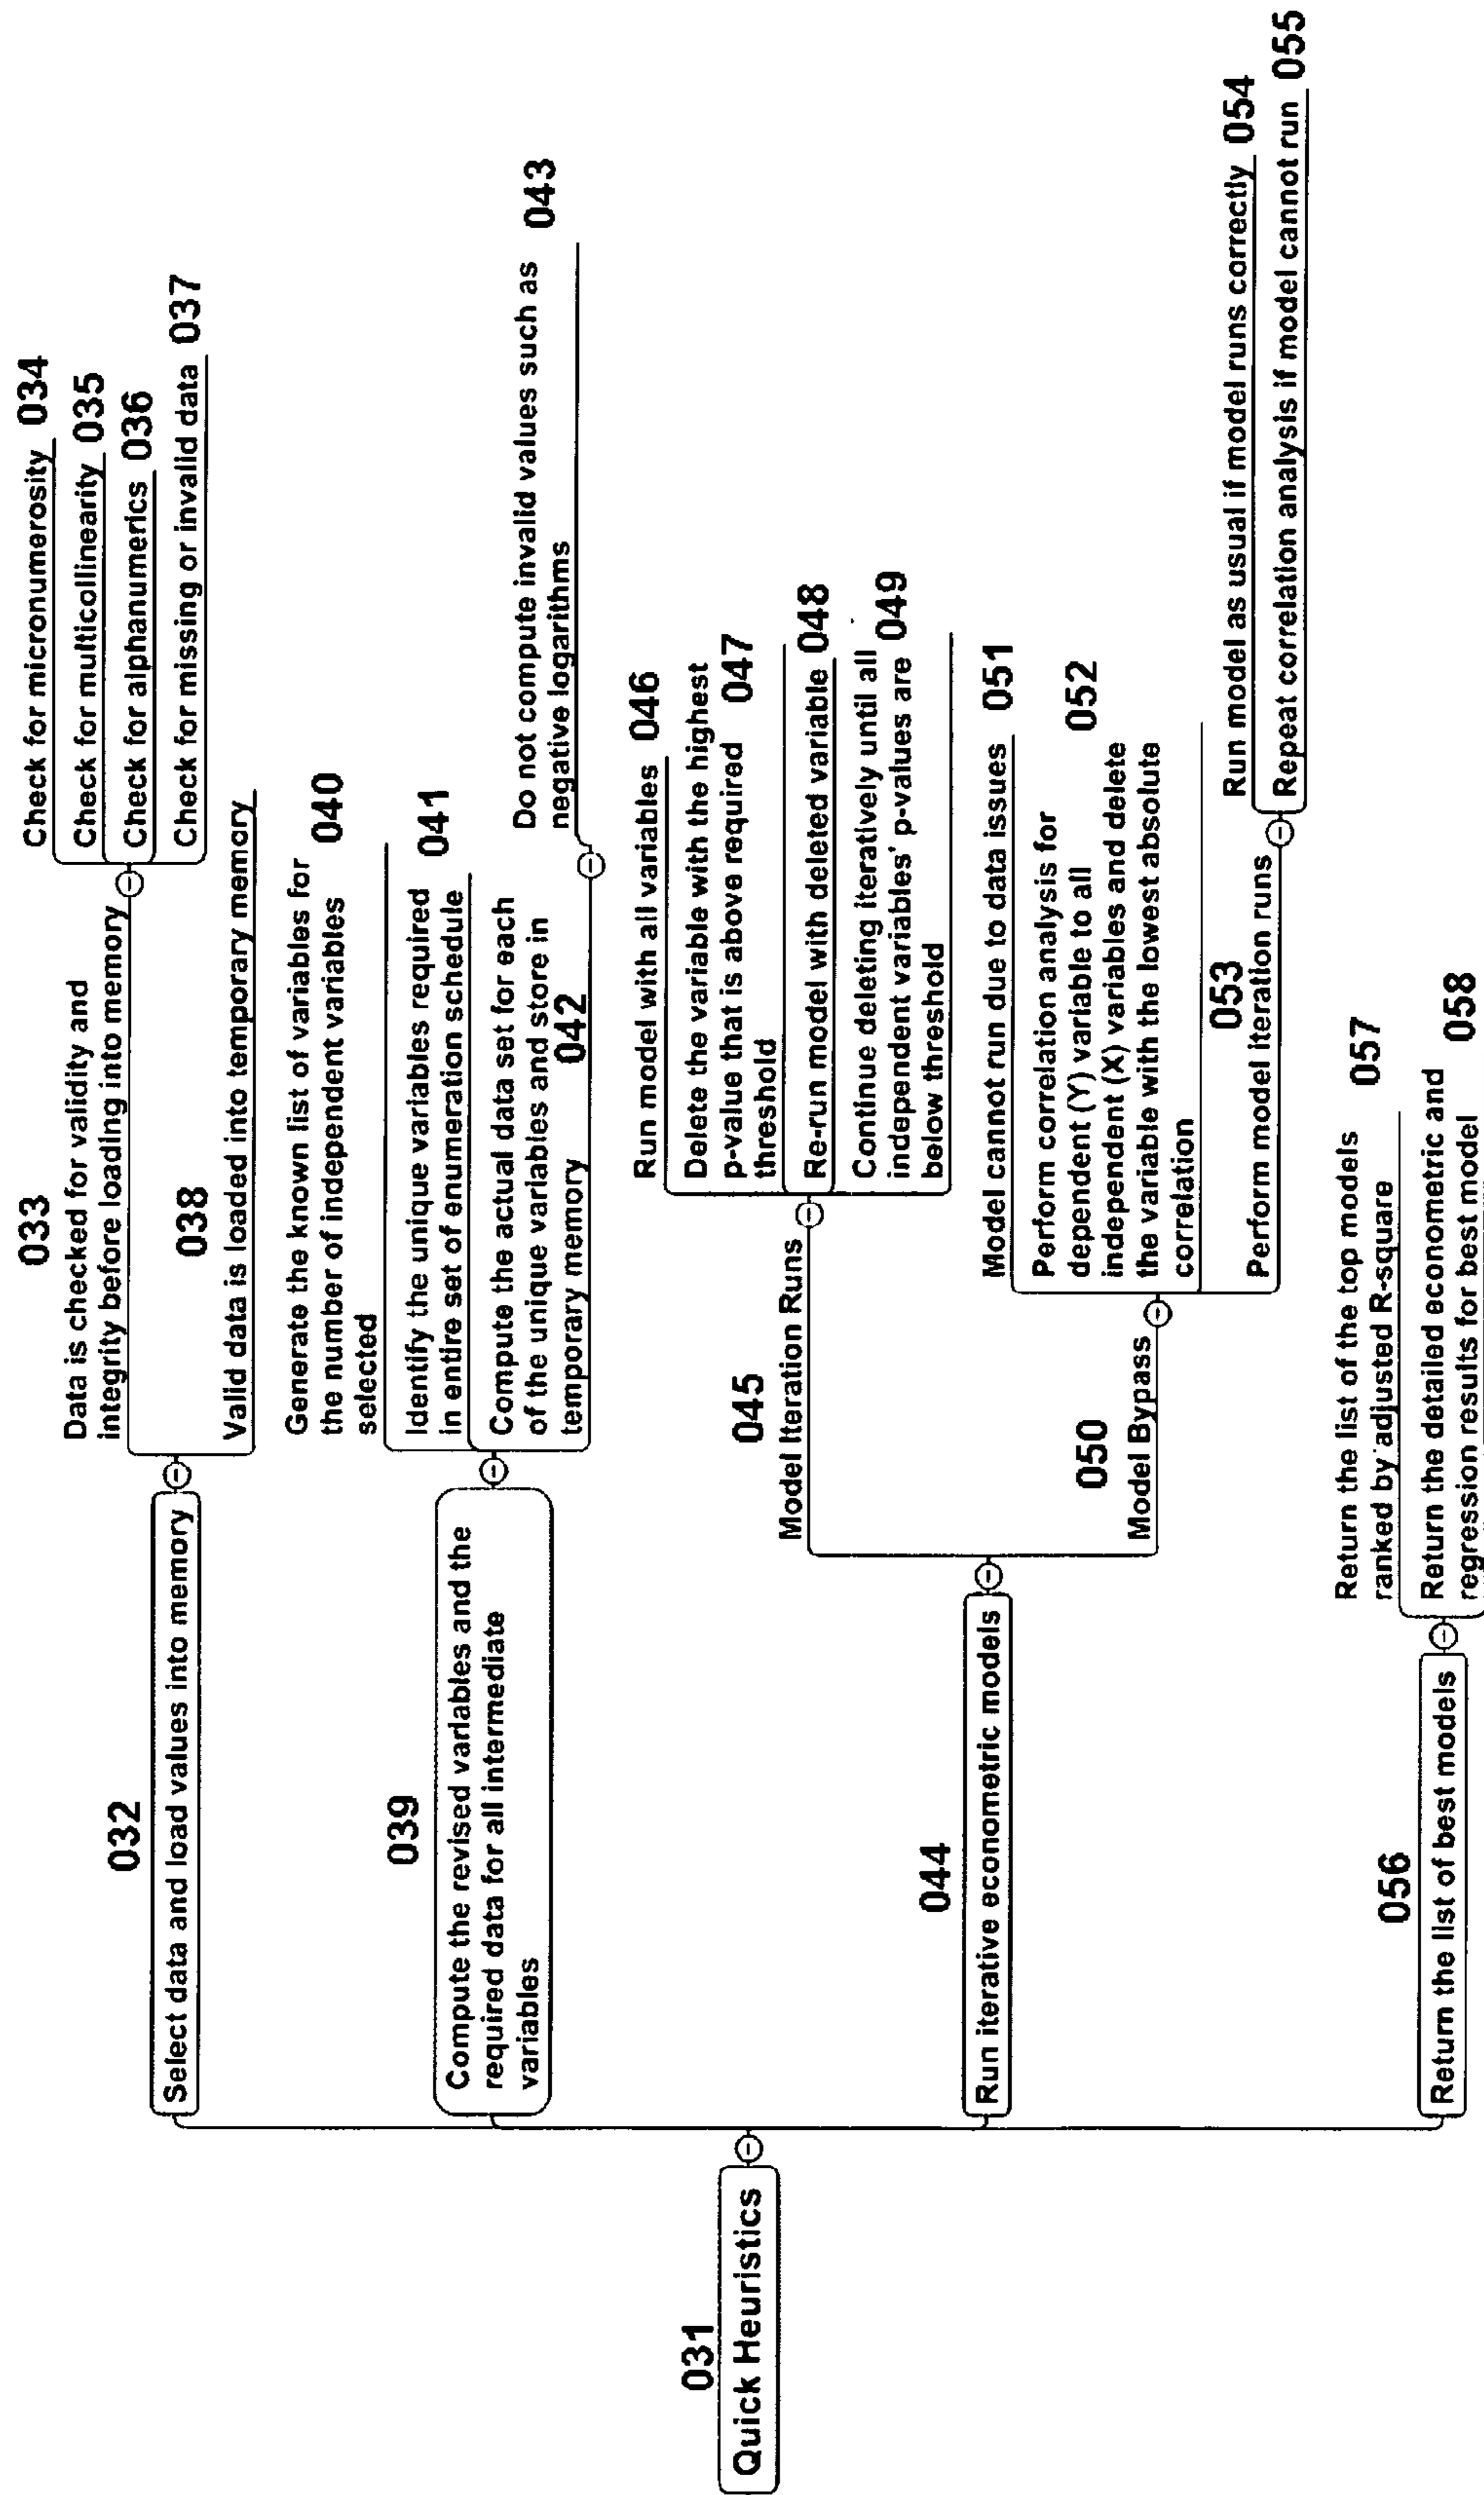 031
Quick Heuristics
032
Select data and load values into memory
033
Data is checked for validity and
integrity before loading into memory
Check for micronumerosity 034
Check for multicollinearity 035
Check for alphanumerics 036
Check for missing or invalid data 037
038
Valid data is loaded into temporary memory
039
Compute the revised variables and the
required data for all intermediate
variables
Generate the known list of variables for
the number of independent variables 040
selected
Identify the unique variables required
in entire set of enumeration schedule 041
Compute the actual data set for each
of the unique variables and store in
temporary memory 042
Do not compute invalid values such as 043
negative logarithms
044
Run iterative econometric models
045
Model Iteration Runs
Run model with all variables 046
Delete the variable with the highest
p-value that is above required 047
threshold
Re-run model with deleted variable 048
Continue deleting iteratively until all
independent variables' p-values are 049
below threshold
050
Model Bypass
Model cannot run due to data issues 051
Perform correlation analysis for
dependent (Y) variable to all 052
independent (X) variables and delete
the variable with the lowest absolute
correlation
053
Perform model iteration runs
Run model as usual if model runs correctly 054
Repeat correlation analysis if model cannot run 055
056
Return the list of best models
Return the list of the top models 057
ranked by adjusted R-square
Return the detailed econometric and 058
regression results for best model